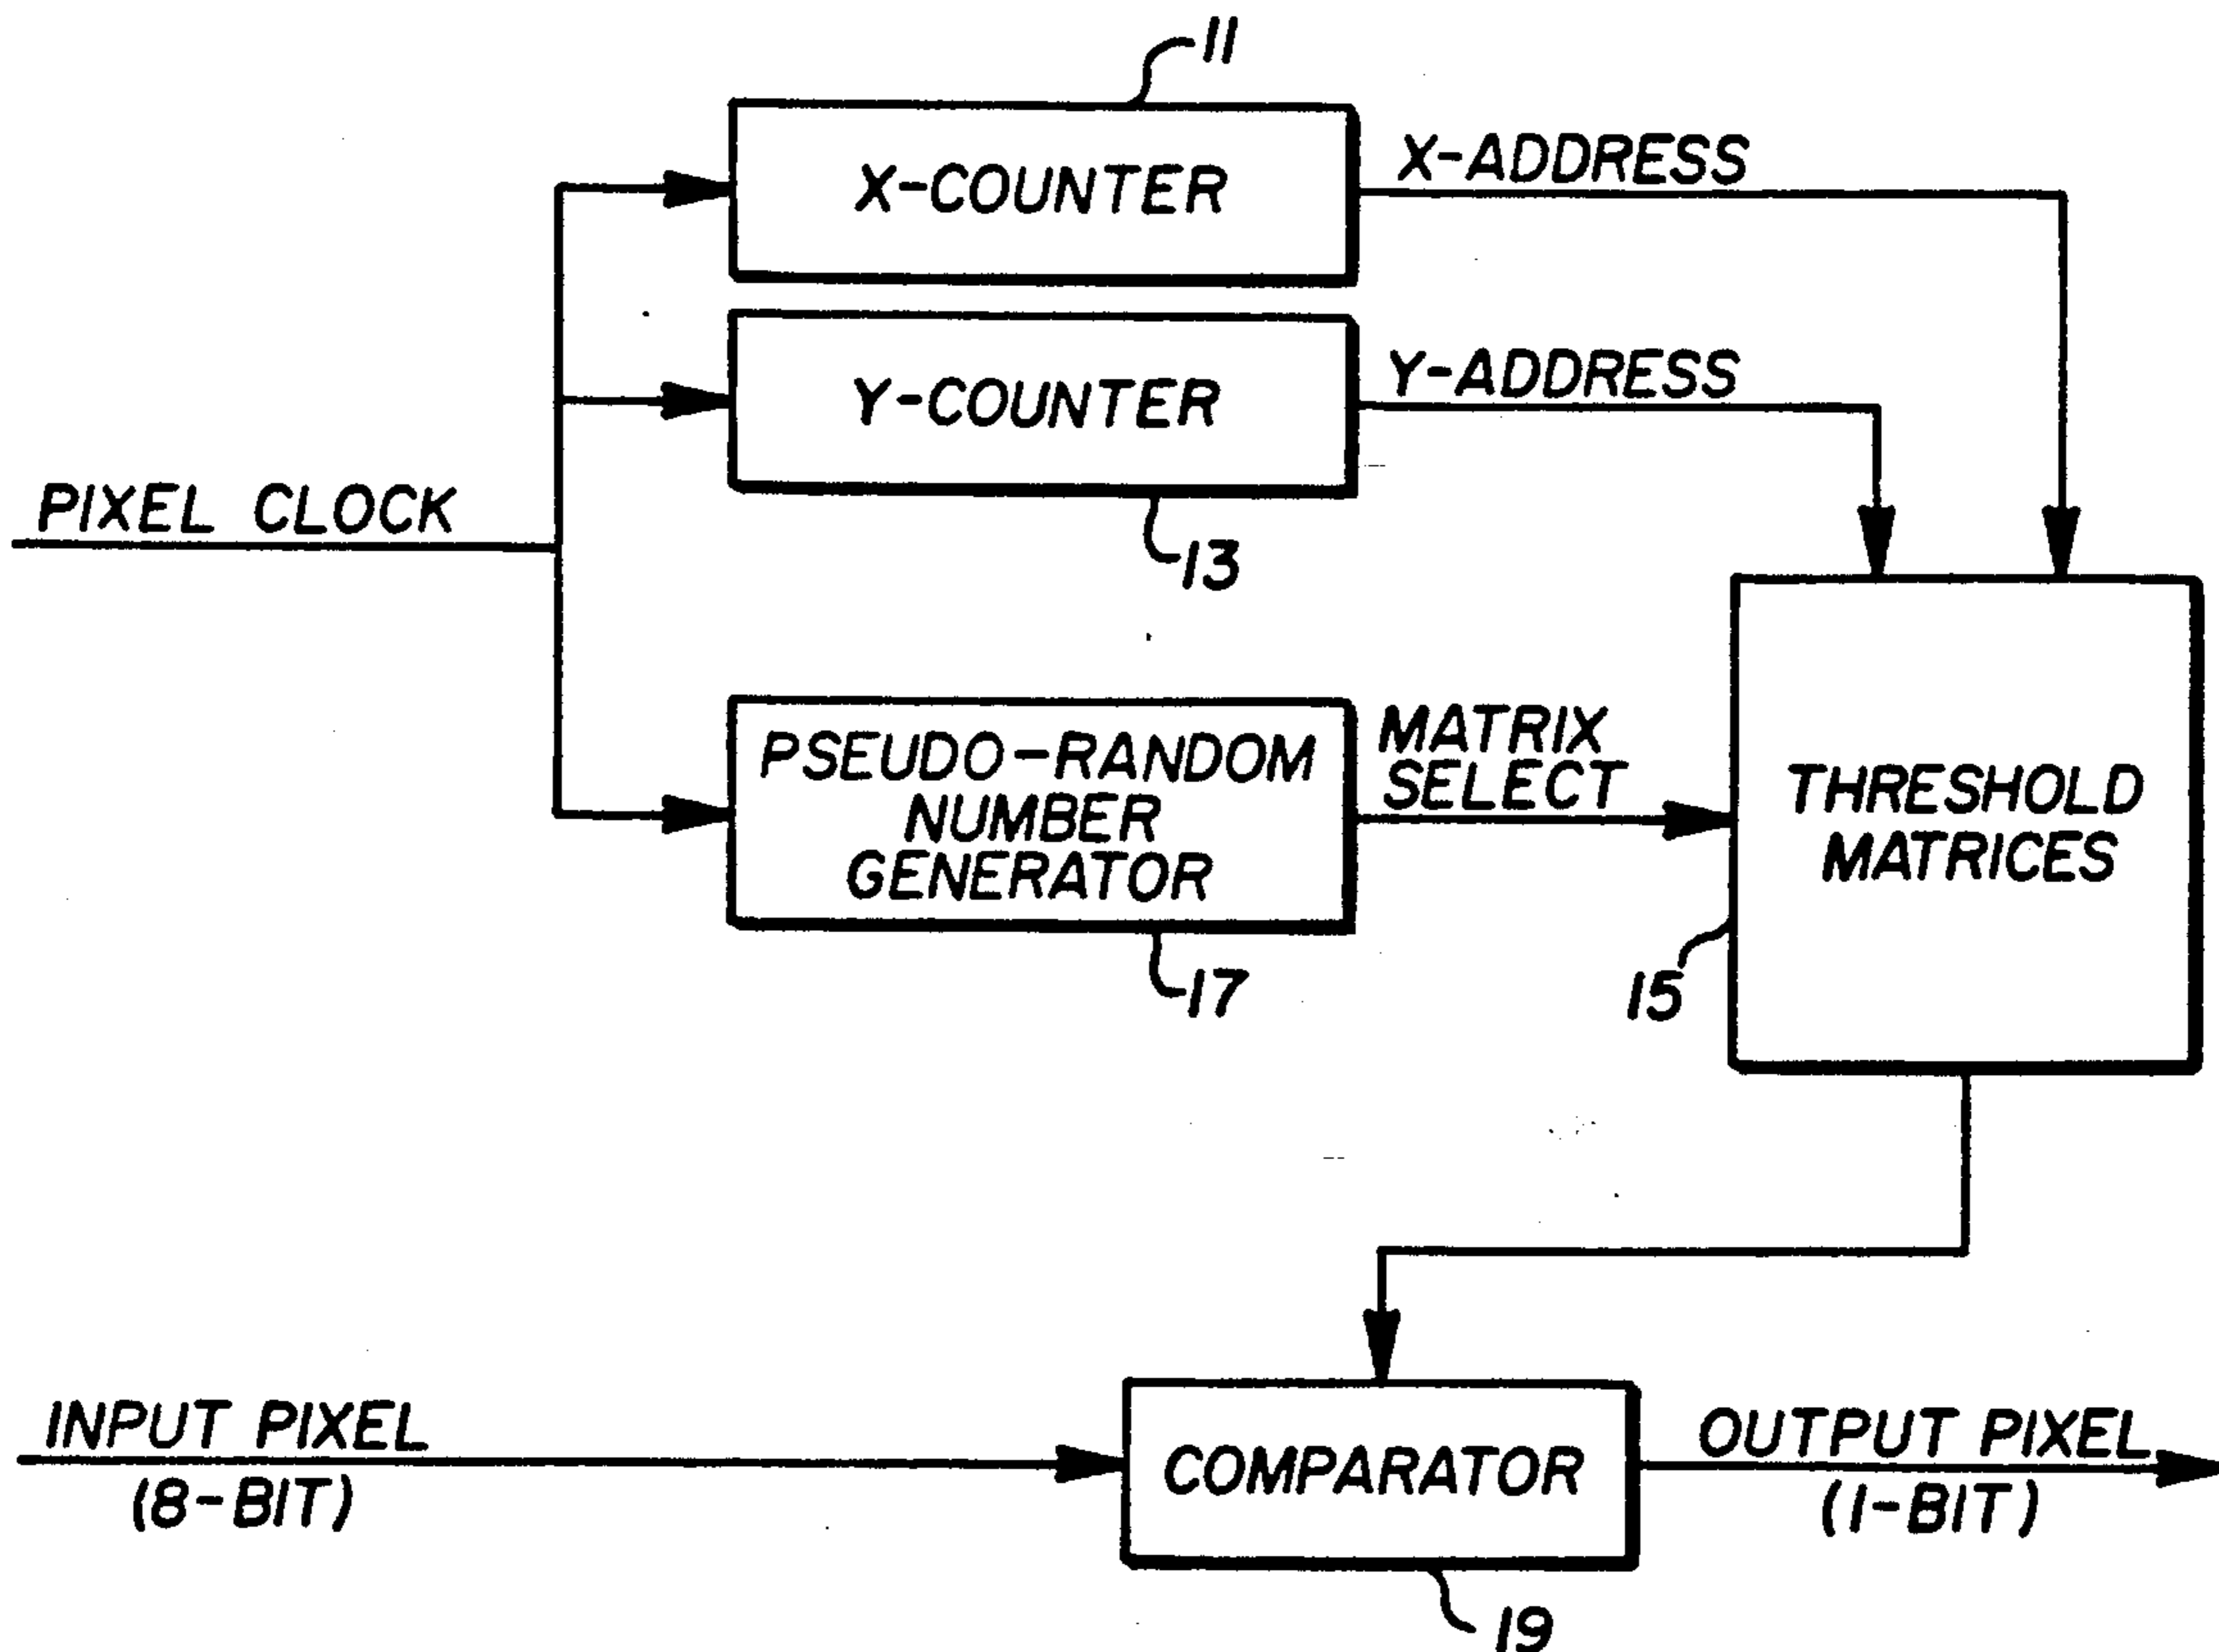 11
X-COUNTER
X-ADDRESS
Y-COUNTER
Y-ADDRESS
PIXEL CLOCK
13
PSEUDO-RANDOM
NUMBER
GENERATOR
MATRIX
SELECT
THRESHOLD
MATRICES
17
15
INPUT PIXEL
(8-BIT)
COMPARATOR
OUTPUT PIXEL
(1-BIT)
19